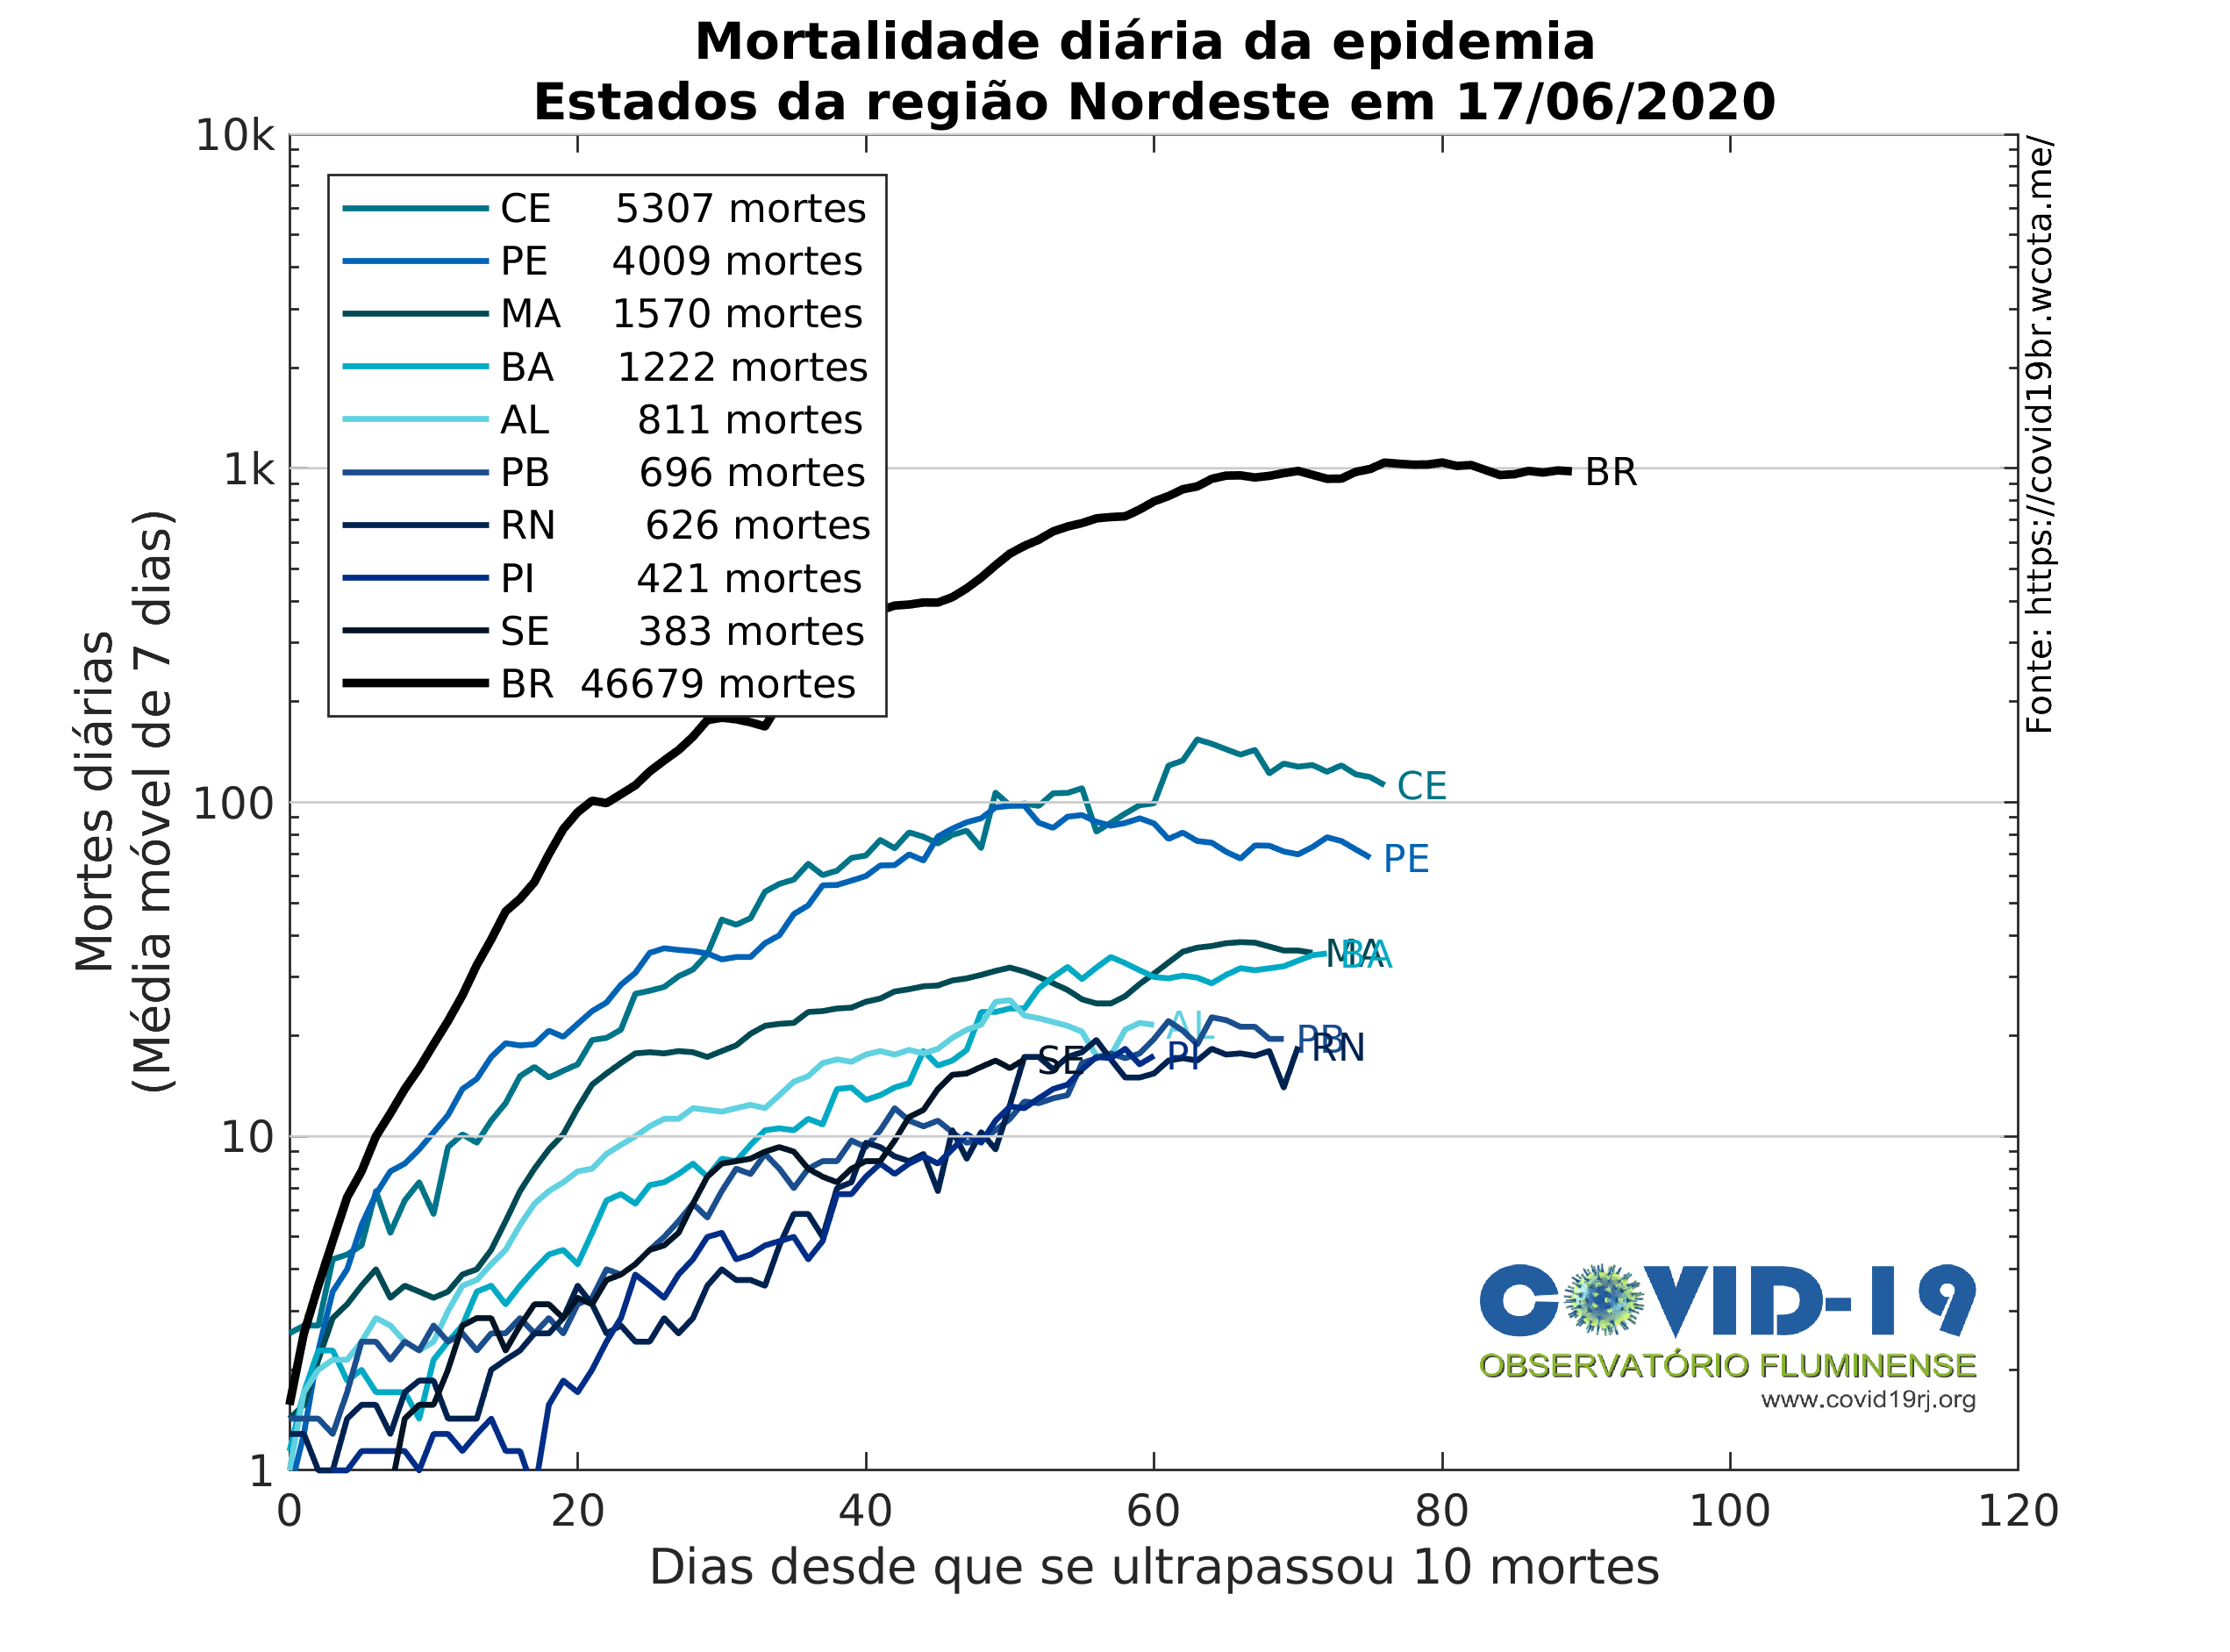 Mortalidade diária da epidemia
Estados da região Nordeste em 17/06/2020
10k
1k
100
10
1
Mortes diárias
(Média móvel de 7 dias)
CE 5307 mortes
PE 4009 mortes
MA 1570 mortes
BA 1222 mortes
AL 811 mortes
PB 696 mortes
RN 626 mortes
PI 421 mortes
SE 383 mortes
BR 46679 mortes
BR
CE
PE
MA
BA
AL
PB
RN
PI
SE
Fonte: https://covid19br.wcota.me/
COVID-19
OBSERVATÓRIO FLUMINENSE
www.covid19rj.org
0 20 40 60 80 100 120
Dias desde que se ultrapassou 10 mortes